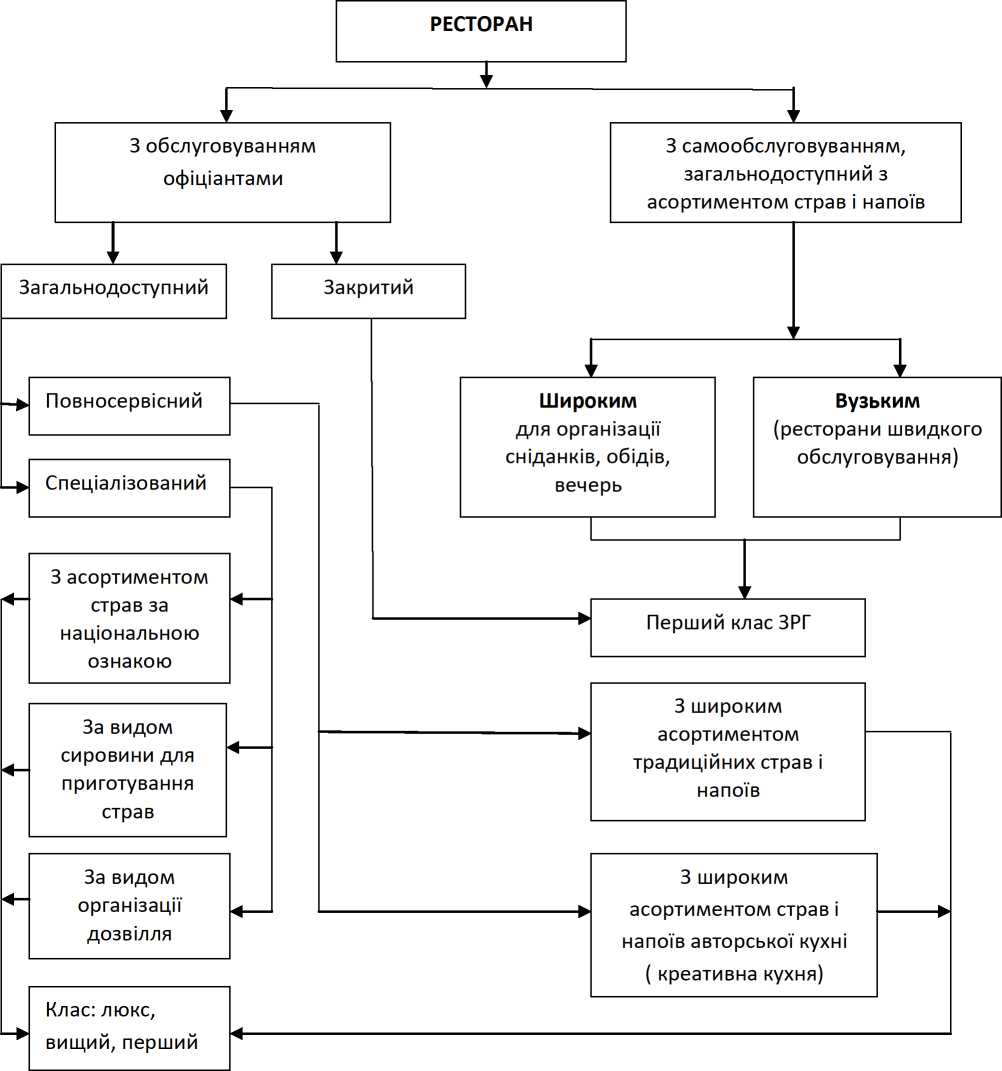 РЕСТОРАН
З обслуговуванням
офіціантами
З самообслуговуванням,
загальнодоступний з
асортиментом страв і напоїв
Загальнодоступний
Закритий
Повносервісний
Спеціалізований
Широким
для організації
сніданків, обідів,
вечерь
Вузьким
(ресторани швидкого
обслуговування)
З асортиментом
страв за
національною
ознакою
Перший клас ЗРГ
За видом
сировини для
приготування
страв
З широким
асортиментом
традиційних страв і
напоїв
За видом
організації
дозвілля
З широким
асортиментом страв і
напоїв авторської кухні
( креативна кухня)
Клас: люкс,
вищий, перший